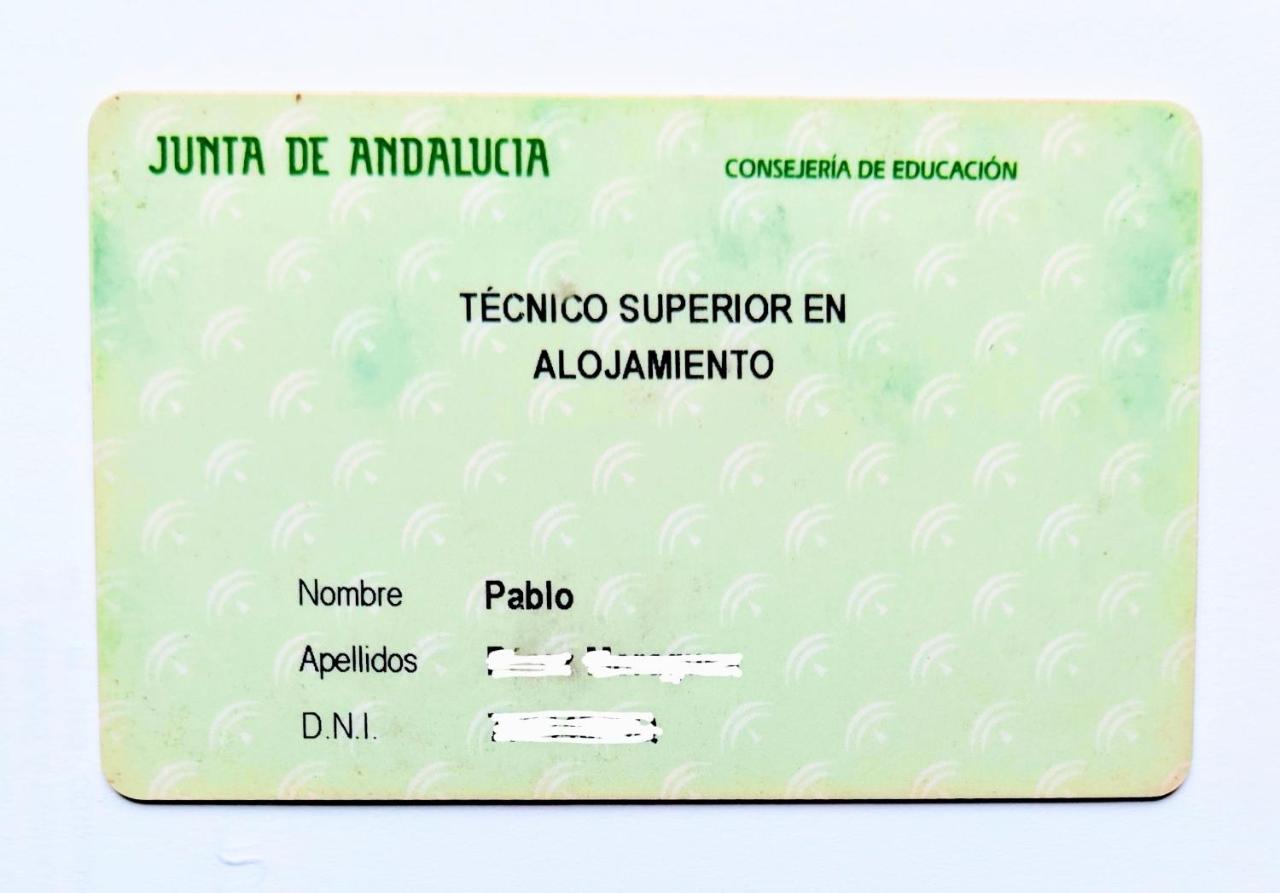 JUNTA DE ANDALUCIA CONSEJERÍA DE EDUCACIÓN
TÉCNICO SUPERIOR EN
ALOJAMIENTO
Nombre Pablo
Apellidos
D.N.I.